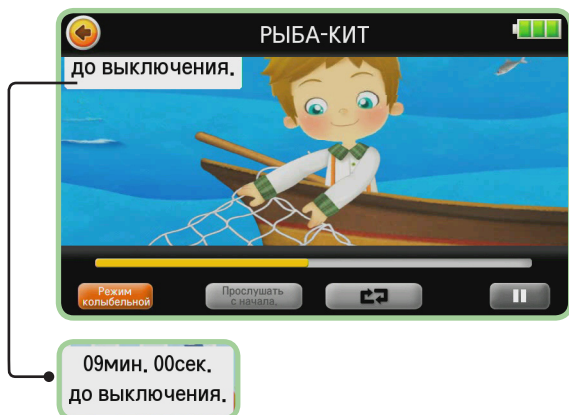 РЫБА-КИТ
до выключения.
Режим
колыбельной
Прослушать
с начала.
09мин. 00сек.
до выключения.